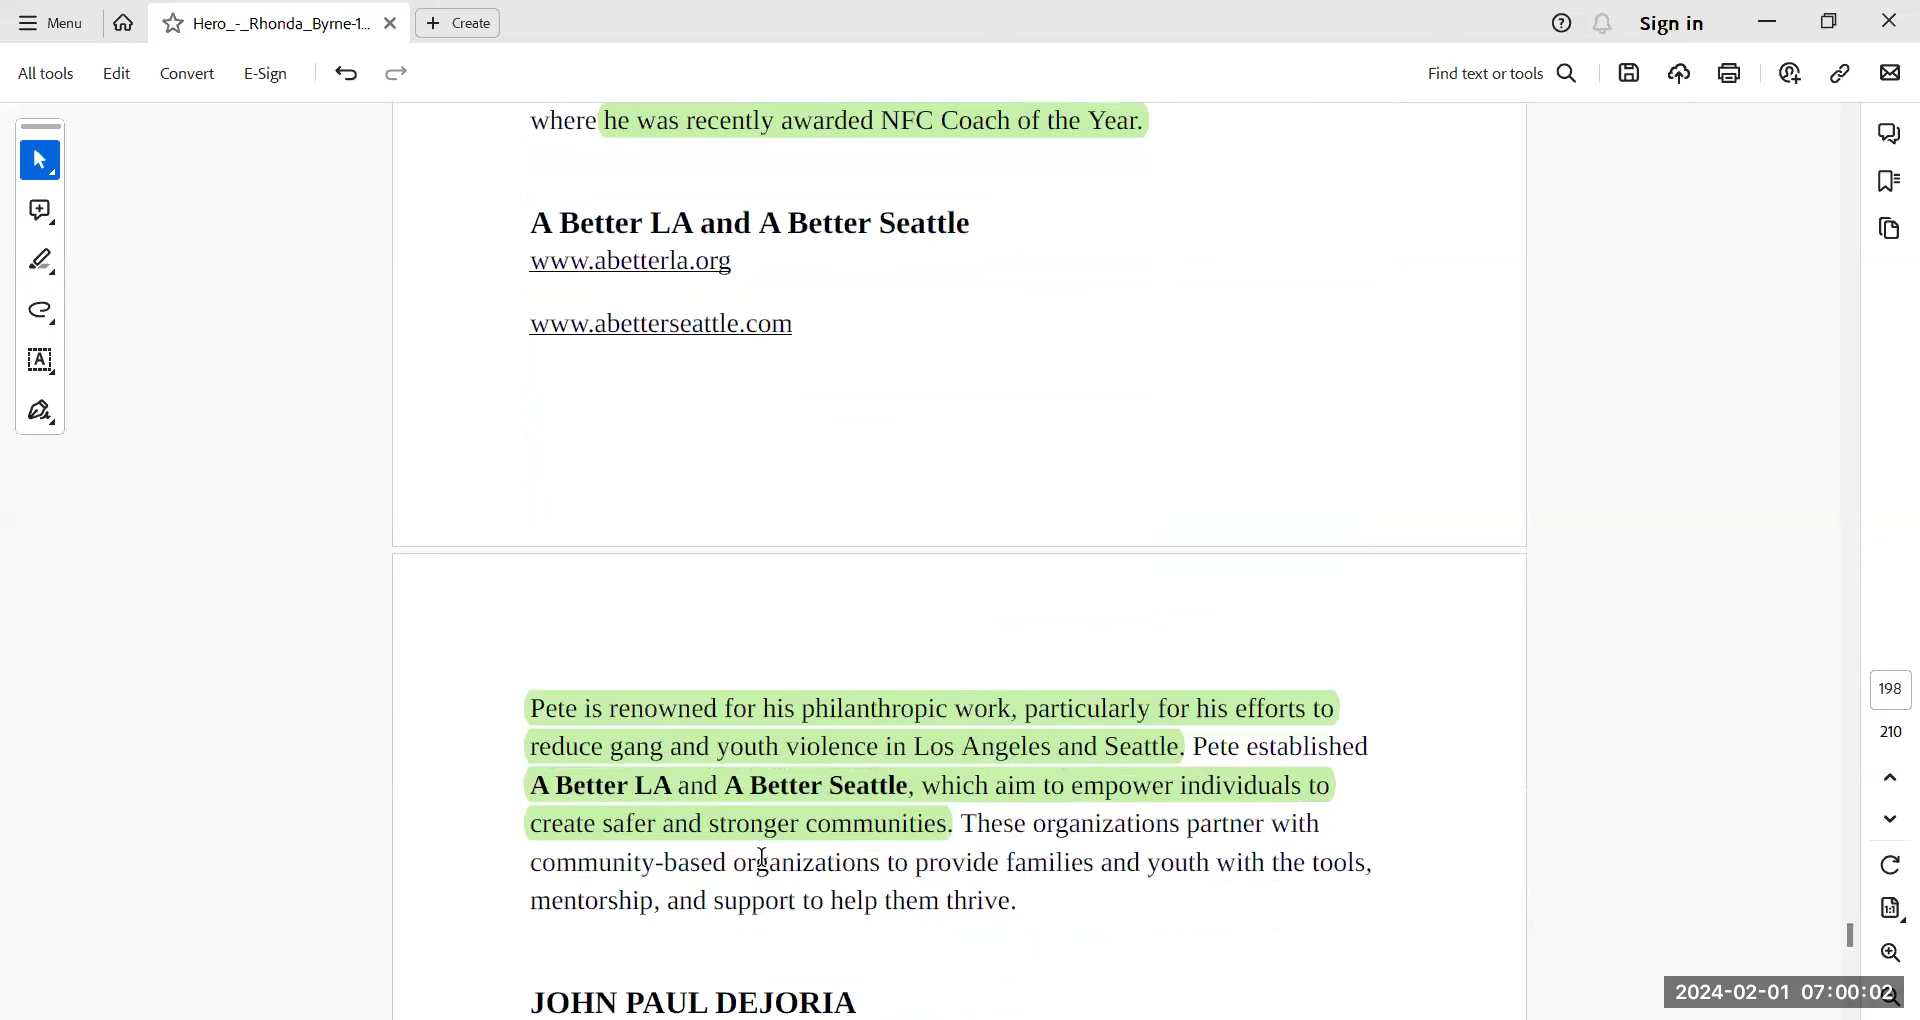 Menu
Hero_-_Rhonda_Byrne-1...
Create
Sign in
All tools
Edit
Convert
E-Sign
Find text or tools
where he was recently awarded NFC Coach of the Year.
A Better LA and A Better Seattle
www.abetterla.org
www.abetterseattle.com
Pete is renowned for his philanthropic work, particularly for his efforts to
reduce gang and youth violence in Los Angeles and Seattle. Pete established
A Better LA and A Better Seattle, which aim to empower individuals to
create safer and stronger communities. These organizations partner with
community-based organizations to provide families and youth with the tools,
mentorship, and support to help them thrive.
JOHN PAUL DEJORIA
198
210
2024-02-01 07:00:02